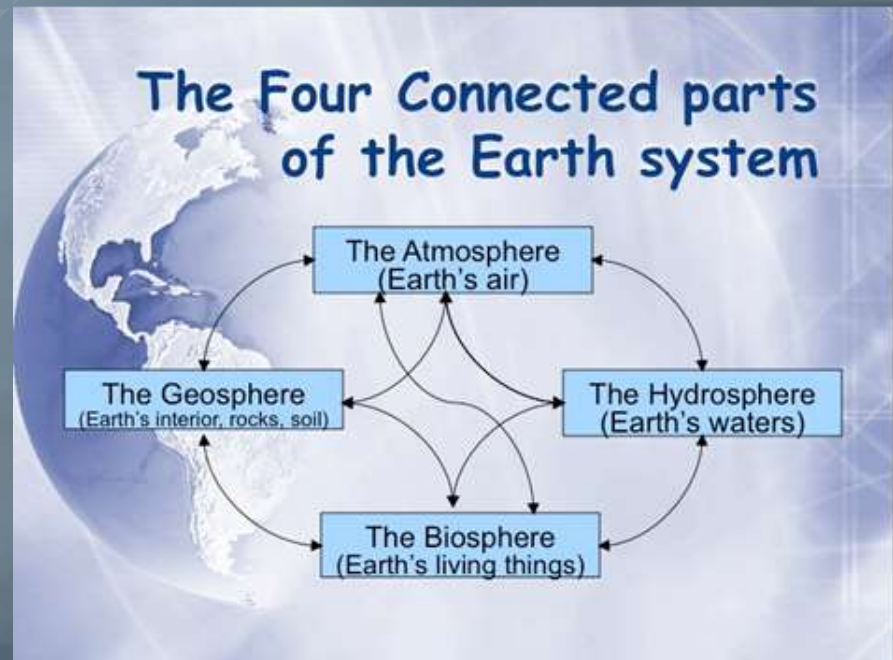 The Four Connected parts
of the Earth system
The Atmosphere
(Earth's air)
The Geosphere
(Earth's interior, rocks, soil)
The Hydrosphere
(Earth's waters)
The Biosphere
(Earth's living things)